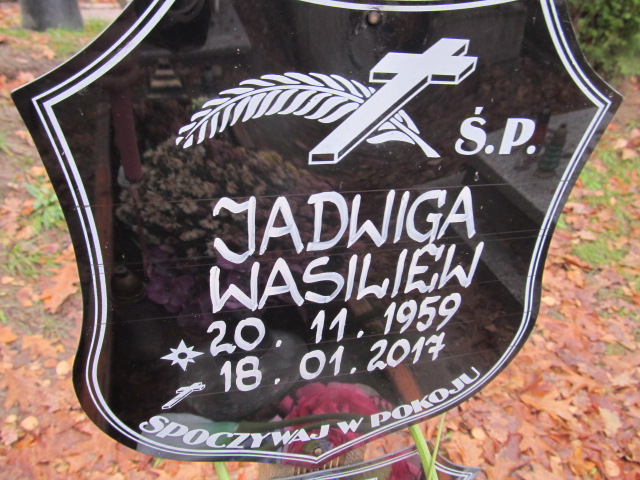 Ś.P.
JADWIGA
WASILIEW
20.11.1959
18.01.2017
SPOCZYWAJ W POKOJU